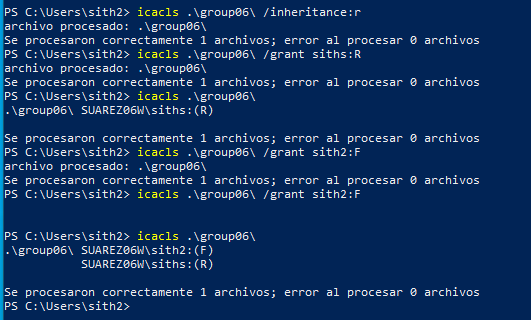 PS C:\Users\sith2> icacls .\group06\ /inheritance:r
archivo procesado: .\group06\
Se procesaron correctamente 1 archivos; error al procesar 0 archivos
PS C:\Users\sith2> icacls .\group06\ /grant siths:R
archivo procesado: .\group06\
Se procesaron correctamente 1 archivos; error al procesar 0 archivos
PS C:\Users\sith2> icacls .\group06\
.\group06\ SUAREZ06W\siths:(R)
Se procesaron correctamente 1 archivos; error al procesar 0 archivos
PS C:\Users\sith2> icacls .\group06\ /grant sith2:F
archivo procesado: .\group06\
Se procesaron correctamente 1 archivos; error al procesar 0 archivos
PS C:\Users\sith2> icacls .\group06\ /grant sith2:F
PS C:\Users\sith2> icacls .\group06\
.\group06\ SUAREZ06W\sith2:(F)
SUAREZ06W\siths:(R)
Se procesaron correctamente 1 archivos; error al procesar 0 archivos
PS C:\Users\sith2>